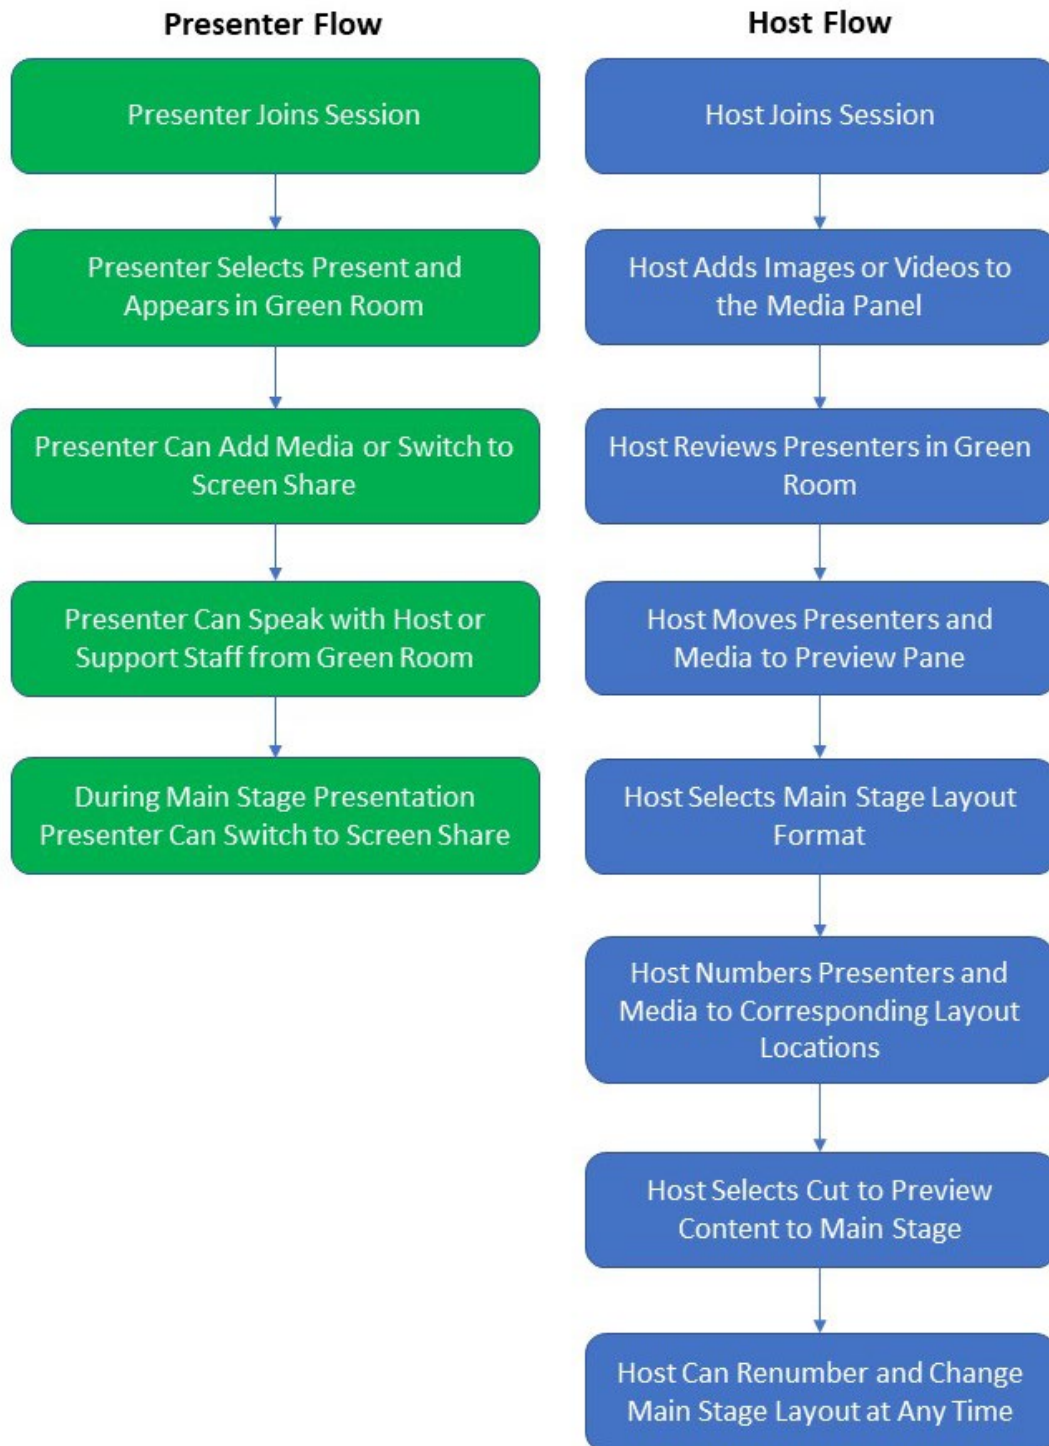 Presenter Flow
Presenter Joins Session
Presenter Selects Present and
Appears in Green Room
Presenter Can Add Media or Switch to
Screen Share
Presenter Can Speak with Host or
Support Staff from Green Room
During Main Stage Presentation
Presenter Can Switch to Screen Share
Host Flow
Host Joins Session
Host Adds Images or Videos to
the Media Panel
Host Reviews Presenters in Green
Room
Host Moves Presenters and
Media to Preview Pane
Host Selects Main Stage Layout
Format
Host Numbers Presenters and
Media to Corresponding Layout
Locations
Host Selects Cut to Preview
Content to Main Stage
Host Can Renumber and Change
Main Stage Layout at Any Time